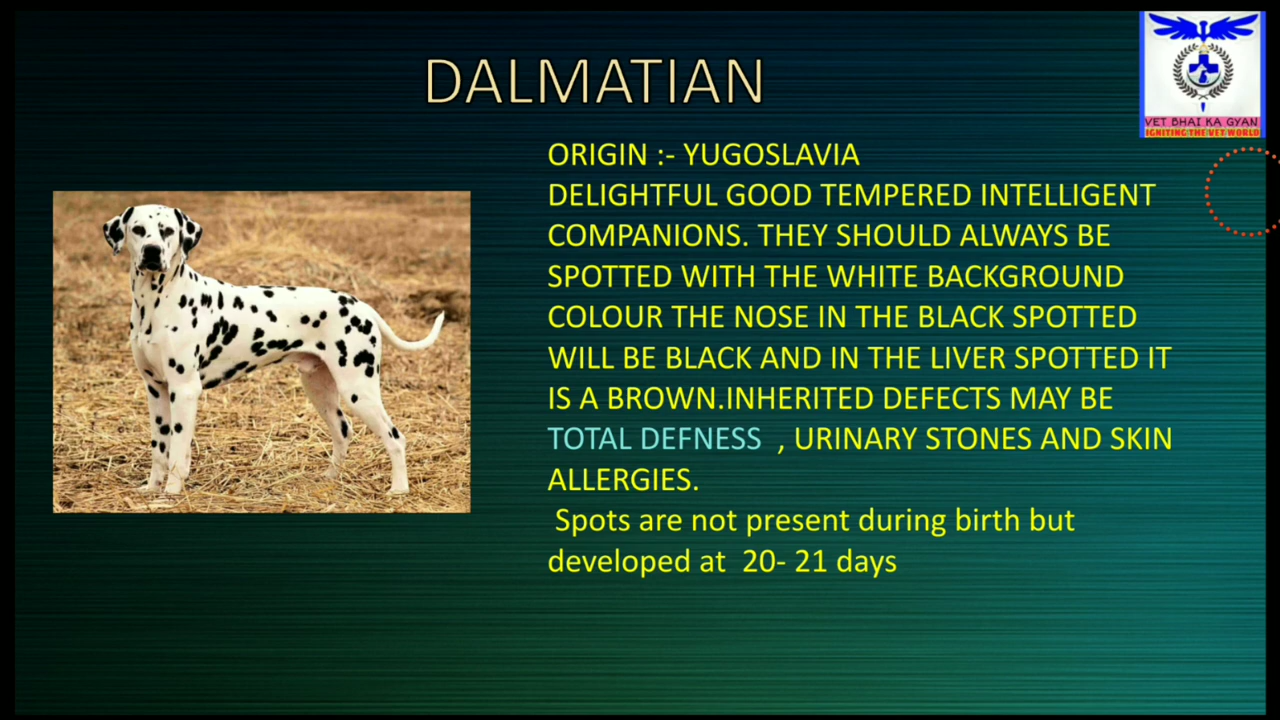 DALMATIAN
VET BHAI KA GYAN
IGNITING THE VET WORLD
ORIGIN :- YUGOSLAVIA
DELIGHTFUL GOOD TEMPERED INTELLIGENT
COMPANIONS. THEY SHOULD ALWAYS BE
SPOTTED WITH THE WHITE BACKGROUND
COLOUR THE NOSE IN THE BLACK SPOTTED
WILL BE BLACK AND IN THE LIVER SPOTTED IT
IS A BROWN.INHERITED DEFECTS MAY BE
TOTAL DEFNESS , URINARY STONES AND SKIN
ALLERGIES.
Spots are not present during birth but
developed at 20- 21 days